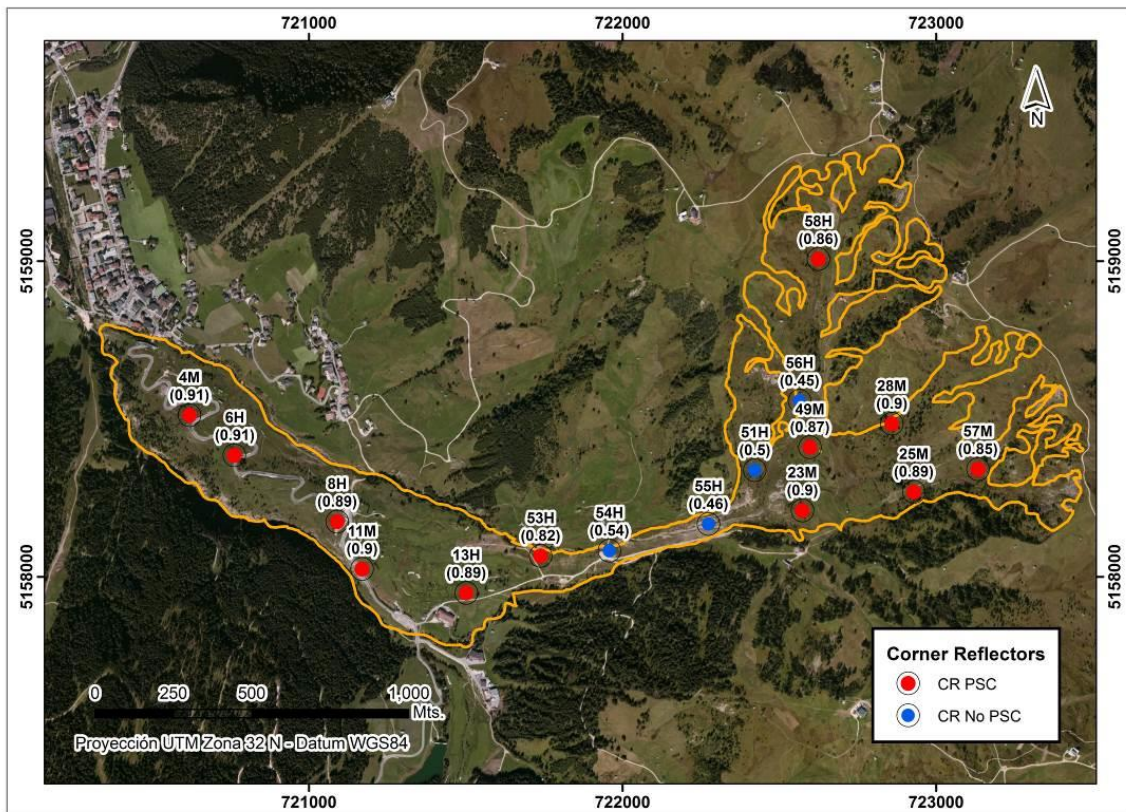 721000
722000
723000
N
5159000
5159000
58H
(0.86)
4M
(0.91)
6H
(0.91)
56H
(0.45)
49M
(0.87)
28M
(0.9)
51H
(0.5)
57M
(0.85)
25M
(0.89)
23M
(0.9)
8H
(0.89)
11M
(0.9)
55H
(0.46)
54H
(0.54)
53H
(0.82)
13H
(0.89)
5158000
5158000
Corner Reflectors
CR PSC
CR No PSC
0 250 500 1,000
Mts.
Proyección UTM Zona 32 N - Datum WGS84
721000
722000
723000